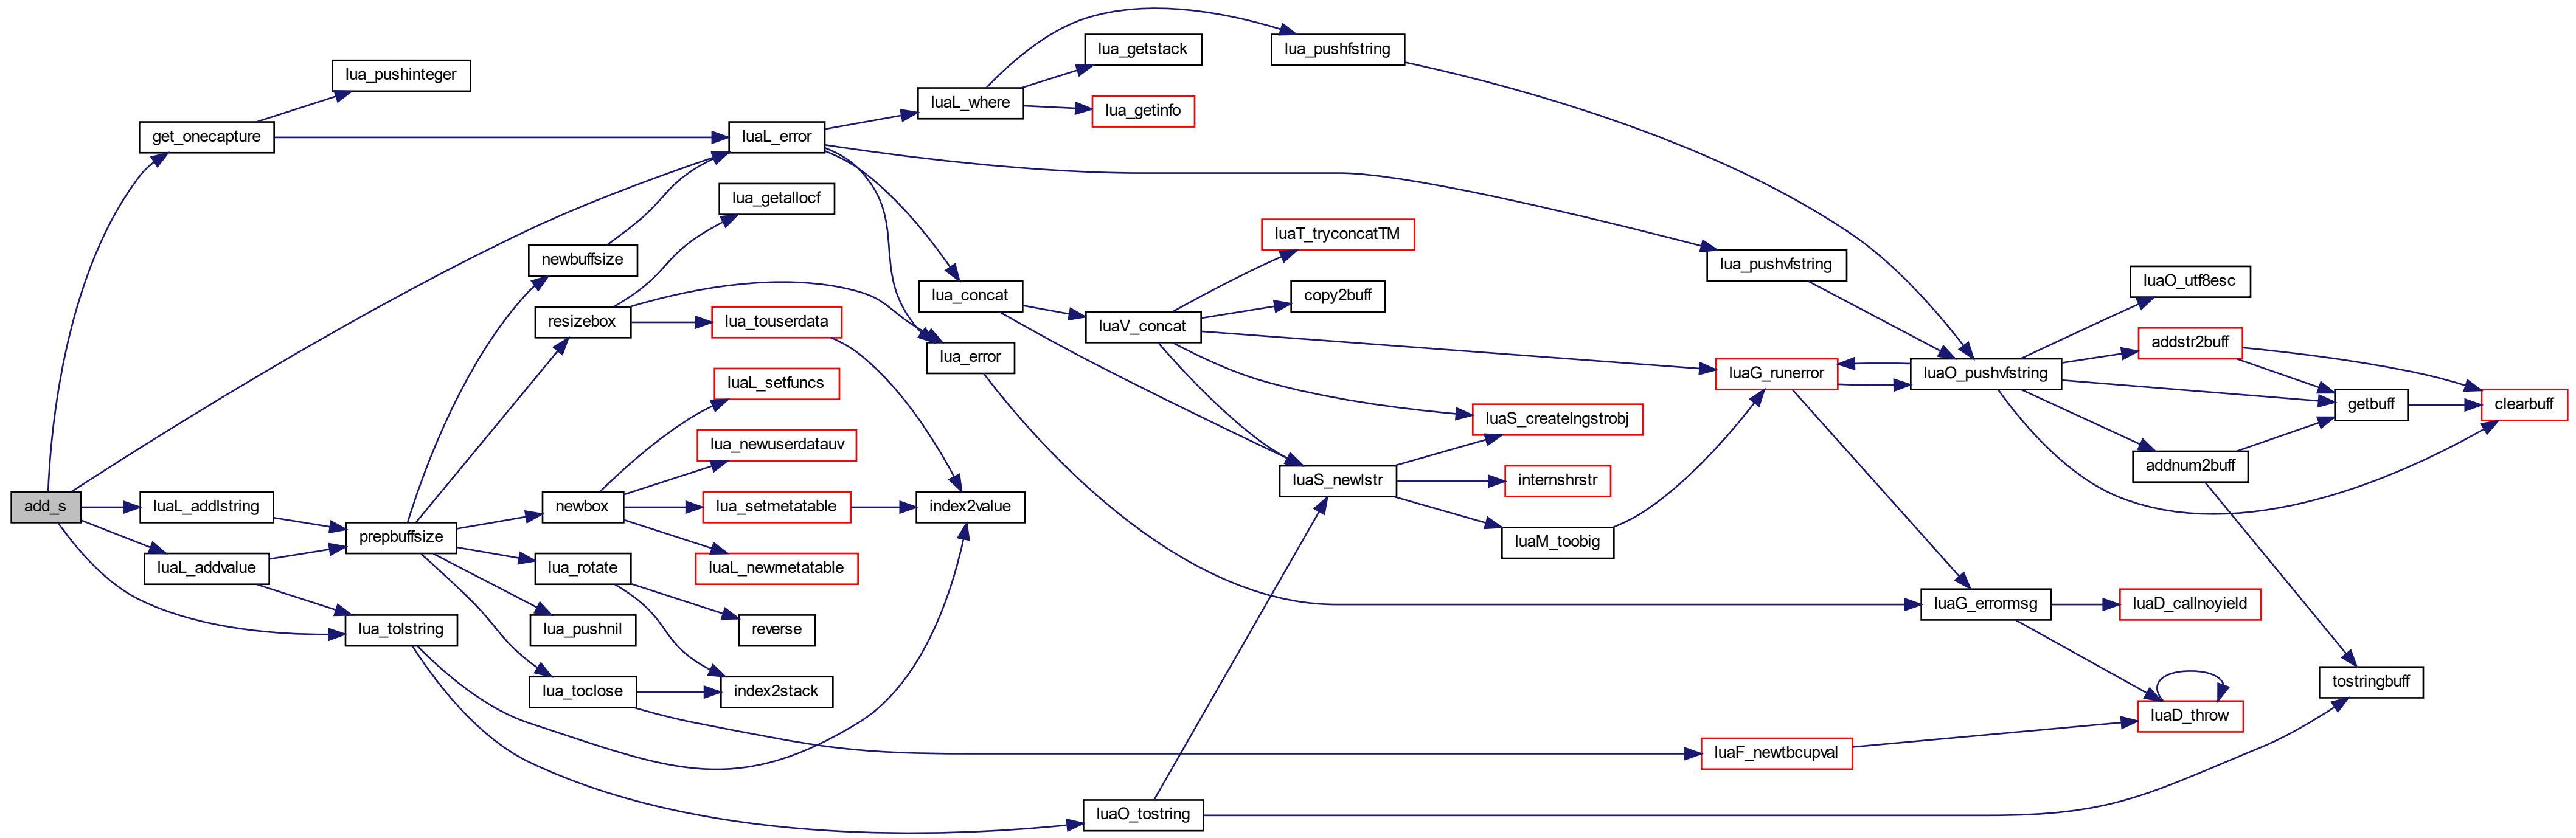 add_s
get_onecapture
lua_pushinteger
luaL_addlstring
luaL_addvalue
prepbuffsize
lua_tolstring
newbuffsize
resizebox
newbox
lua_rotate
lua_pushnil
lua_toclose
luaL_error
lua_getallocf
lua_touserdata
luaL_setfuncs
lua_newuserdatauv
lua_setmetatable
luaL_newmetatable
reverse
index2stack
luaL_where
lua_concat
lua_error
index2value
lua_getstack
lua_getinfo
luaV_concat
luaO_tostring
lua_pushfstring
luaT_tryconcatTM
copy2buff
luaS_newlstr
luaS_createlngstrobj
internshrstr
luaM_toobig
lua_pushvfstring
luaG_runerror
luaF_newtbcupval
luaO_pushvfstring
luaG_errormsg
luaO_utf8esc
addstr2buff
addnum2buff
luaD_callnoyield
luaD_throw
getbuff
tostringbuff
clearbuff